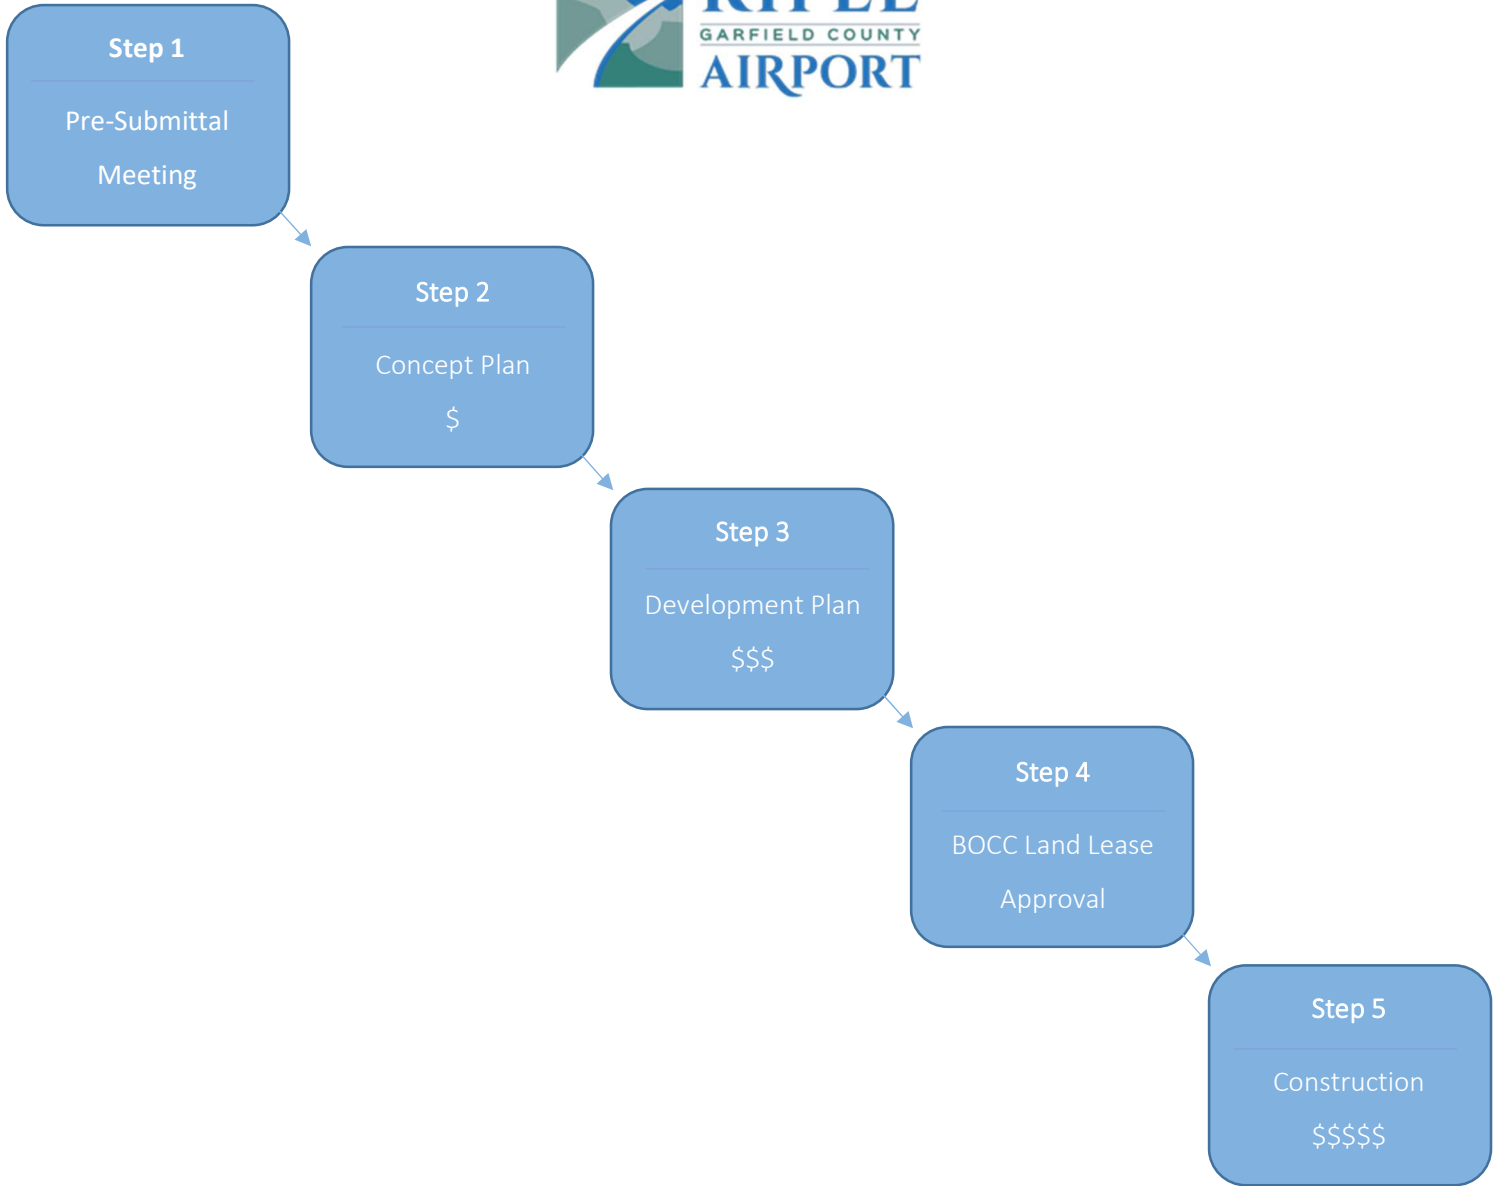 RIFLE
GARFIELD COUNTY
AIRPORT
Step 1
Pre-Submittal
Meeting
Step 2
Concept Plan
$
Step 3
Development Plan
$$$
Step 4
BOCC Land Lease
Approval
Step 5
Construction
$$$$$